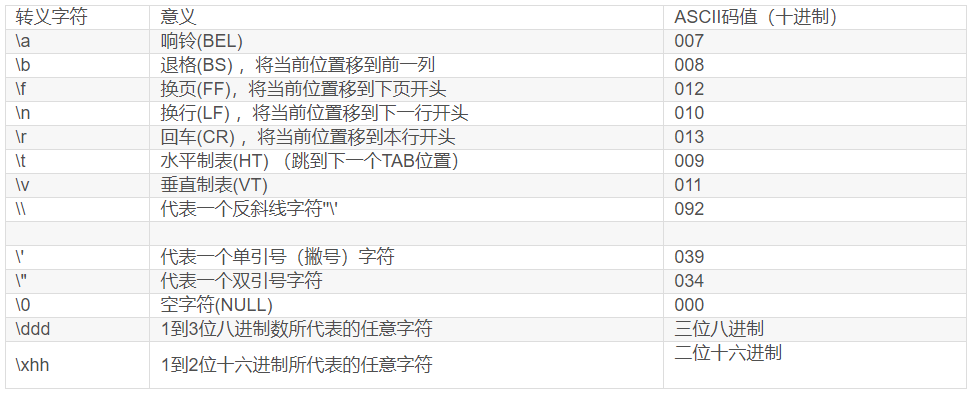 转义字符 意义 ASCII码值（十进制）
\a 响铃(BEL) 007
\b 退格(BS) ，将当前位置移到前一列 008
\f 换页(FF)，将当前位置移到下页开头 012
\n 换行(LF) ，将当前位置移到下一行开头 010
\r 回车(CR) ，将当前位置移到本行开头 013
\t 水平制表(HT) （跳到下一个TAB位置） 009
\v 垂直制表(VT) 011
\\ 代表一个反斜线字符''\' 092
\' 代表一个单引号（撇号）字符 039
\" 代表一个双引号字符 034
\0 空字符(NULL) 000
\ddd 1到3位八进制数所代表的任意字符 三位八进制
\xhh 1到2位十六进制所代表的任意字符 二位十六进制